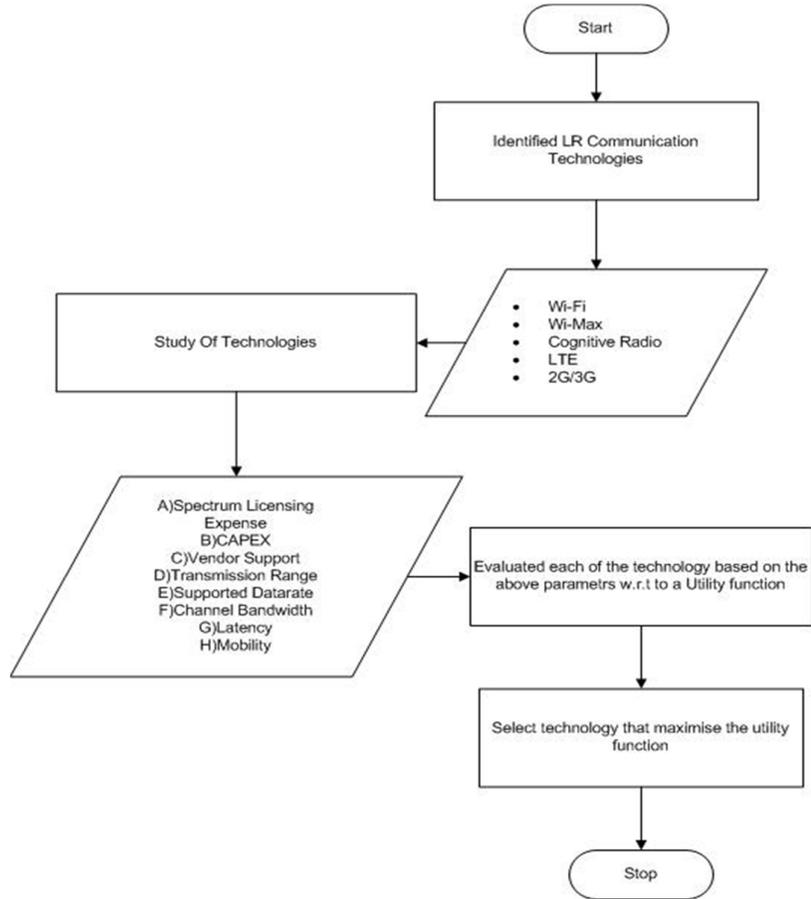 Start
Identified LR Communication
Technologies
• Wi-Fi
• Wi-Max
• Cognitive Radio
• LTE
• 2G/3G
Study Of Technologies
A)Spectrum Licensing
Expense
B)CAPEX
C)Vendor Support
D)Transmission Range
E)Supported Datarate
F)Channel Bandwidth
G)Latency
H)Mobility
Evaluated each of the technology based on the
above parametrs w.r.t to a Utility function
Select technology that maximise the utility
function
Stop